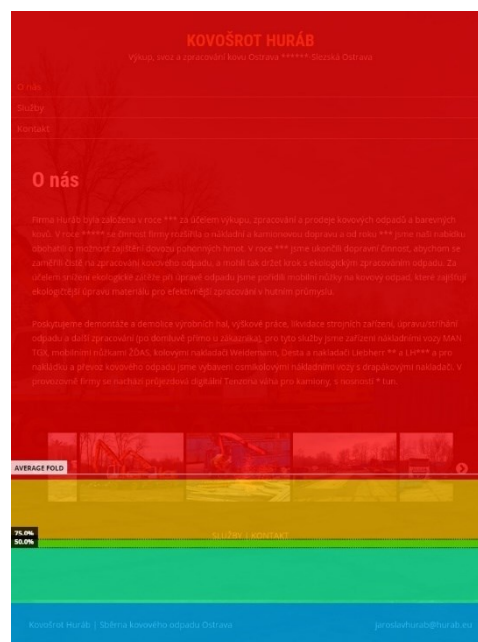 KOVOŠROT HURÁB
Výkup, svoz a zpracování kovu Ostrava ******-Slezská Ostrava
O nás
Služby
Kontakt
O nás
Firma Huráb byla založena v roce *** za účelem výkupu, zpracování a prodeje kovových odpadů a barevných
kovů. V roce ***** se činnost firmy rozšířila o nákladní a kamionovou dopravu a od roku *** jsme naši nabídku
obohatili o možnost zajištění dovozu pohonných hmot. V roce *** jsme ukončili dopravní činnost, abychom se
zaměřili čistě na zpracování kovového odpadu, a mohli tak držet krok s ekologickým zpracováním odpadu. Za
účelem snížení ekologické zátěže při úpravě odpadu jsme pořídili mobilní nůžky na kovový odpad, které zajišťují
ekologičtější úpravu materiálu pro efektivnější zpracování v hutním průmyslu.
Poskytujeme demontáže a demolice výrobních hal, výškové práce, likvidace strojních zařízení, úpravu/stříhání
odpadu a další zpracování (po domluvě přímo u zákazníka), pro tyto služby jsme zařízeni nákladními vozy MAN
TGX, mobilními nůžkami ŽĎAS, kolovými nakladači Weidemann, Desta a nakladači Liebherr ** a LH*** a pro
nakládku a převoz kovového odpadu jsme vybaveni osmikolovými nákladními vozy s drapákovými nakladači. V
provozovně firmy se nachází průjezdová digitální Tenzona váha pro kamiony, s nosností * tun.
AVERAGE FOLD
75.0%
50.0%
SLUŽBY | KONTAKT
Kovošrot Huráb | Sběrna kovového odpadu Ostrava
jaroslavhurab@hurab.eu